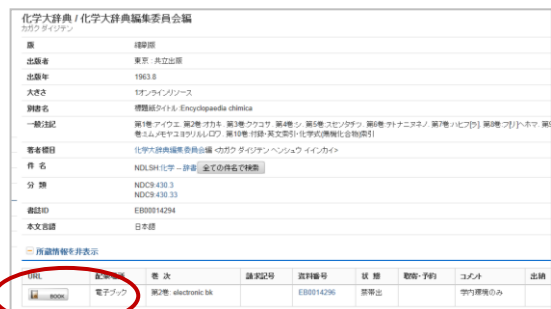 化学大辞典 / 化学大辞典編集委員会編
カガク ダイジテン
版 縮刷版
出版者 東京 : 共立出版
出版年 1963.8
大きさ 1オンラインリソース
別書名 標題紙タイトル:Encyclopaedia chimica
一般注記 第1巻:アイウエ. 第2巻:オカキ. 第3巻:クケコサ. 第4巻:シ. 第5巻:スセソタチツ. 第6巻:テトナニヌネノ. 第7巻:ハヒフ[ラ]. 第8巻:フ[リ]ヘホマ. 第9
巻:ミムメモヤユヨラリルレロワ. 第10巻:付録・英文索引・化学式(無機化合物)索引
著者標目 化学大辞典編集委員会編 <カガク ダイジテン ヘンシュウ イインカイ>
件 名 NDLSH:化学 -- 辞書 全ての件名で検索
分 類 NDC9:430.3
NDC9:430.33
書誌ID EB00014294
本文言語 日本語
所蔵情報を非表示
URL 巻 次 請求記号 資料番号 状 態 取寄・予約 コメント 出納
BOOK 電子ブック 第2巻: electronic bk EB00014296 禁帯出 学内環境のみ